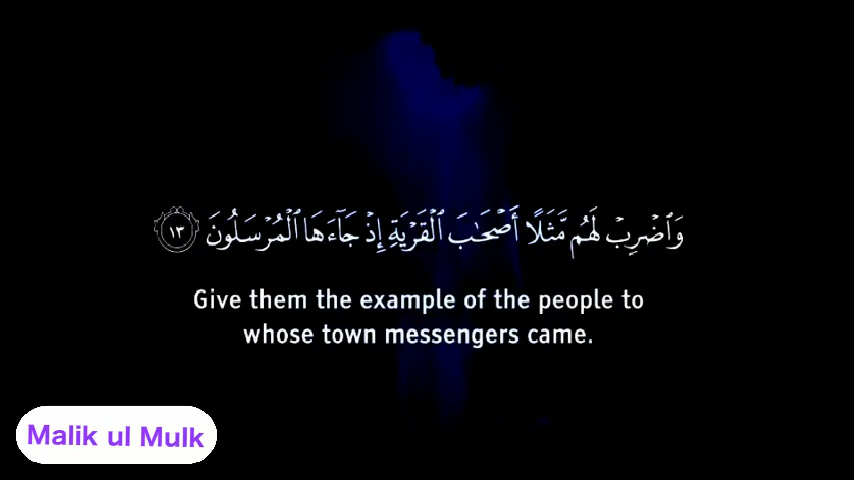 وَٱضْرِبْ لَهُم مَّثَلًا أَصْحَـٰبَ ٱلْقَرْيَةِ إِذْ جَآءَهَا ٱلْمُرْسَلُونَ ١٣
Give them the example of the people to
whose town messengers came.
Malik ul Mulk